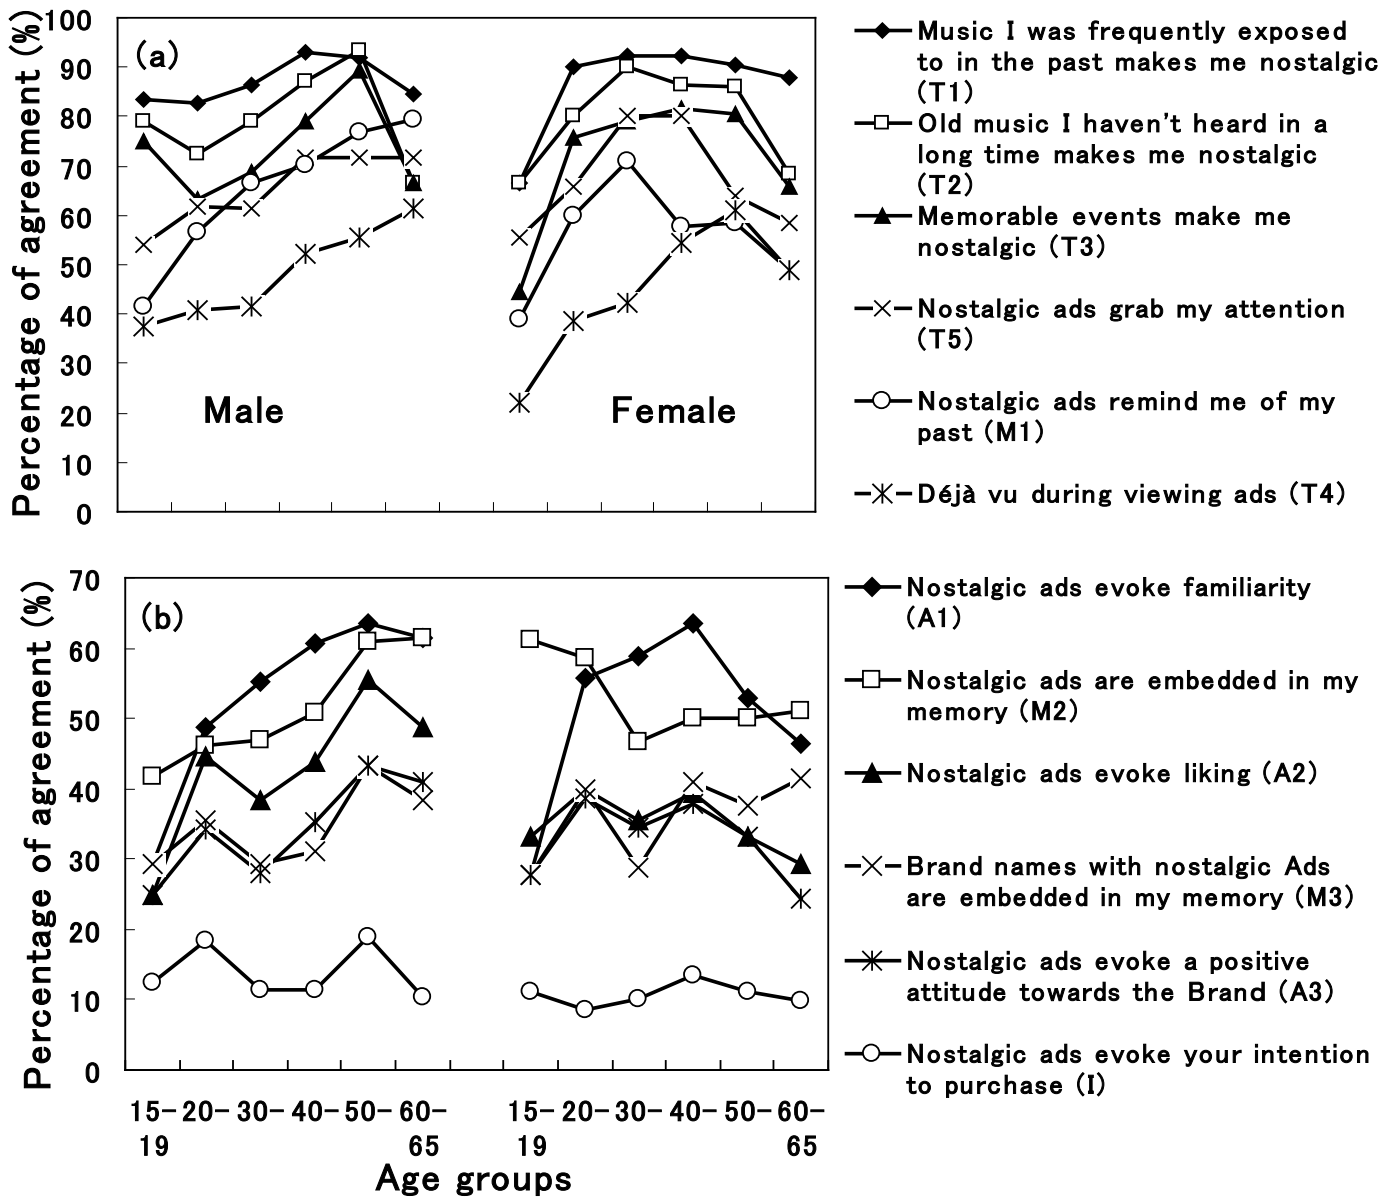 Percentage of agreement (%)
100
90
80
70
60
50
40
30
20
10
0
(a)
Male
Female
Music I was frequently exposed
to in the past makes me nostalgic
(T1)
Old music I haven't heard in a
long time makes me nostalgic
(T2)
Memorable events make me
nostalgic (T3)
Nostalgic ads grab my attention
(T5)
Nostalgic ads remind me of my
past (M1)
Déjà vu during viewing ads (T4)
Percentage of agreement (%)
70
60
50
40
30
20
10
0
(b)
15- 20- 30- 40- 50- 60-
19 65
15- 20- 30- 40- 50- 60-
19 65
Age groups
Nostalgic ads evoke familiarity
(A1)
Nostalgic ads are embedded in my
memory (M2)
Nostalgic ads evoke liking (A2)
Brand names with nostalgic Ads
are embedded in my memory (M3)
Nostalgic ads evoke a positive
attitude towards the Brand (A3)
Nostalgic ads evoke your intention
to purchase (I)